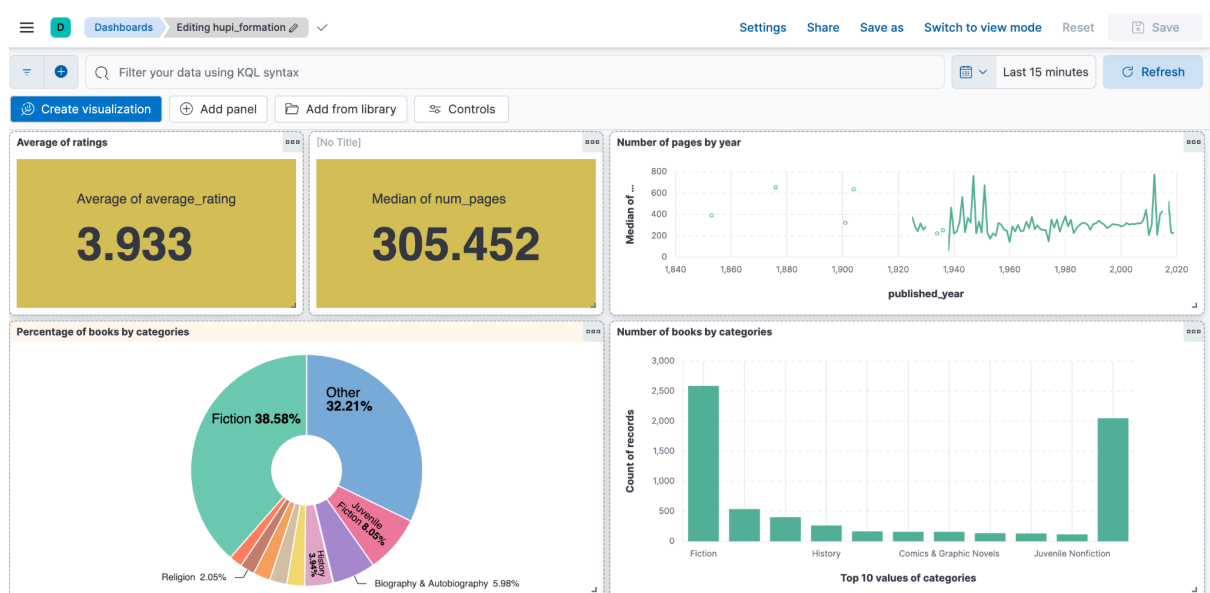 D Dashboards Editing hupi_formation Settings Share Save as Switch to view mode Reset Save
Filter your data using KQL syntax Last 15 minutes Refresh
Create visualization Add panel Add from library Controls
Average of ratings
Average of average_rating
3.933
[No Title]
Median of num_pages
305.452
Number of pages by year
Median of ...
800
600
400
200
0
1,840 1,860 1,880 1,900 1,920 1,940 1,960 1,980 2,000 2,020
published_year
Percentage of books by categories
Other
32.21%
Fiction 38.58%
Juvenile
Fiction 8.05%
History
3.94%
Religion 2.05%
Biography & Autobiography 5.98%
Number of books by categories
Count of records
3,000
2,500
2,000
1,500
1,000
500
0
Fiction History Comics & Graphic Novels Juvenile Nonfiction
Top 10 values of categories